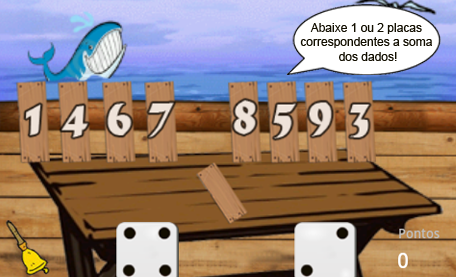 Abaixe 1 ou 2 placas
correspondentes a soma
dos dados!
1 4 6 7 8 5 9 3
Pontos
0